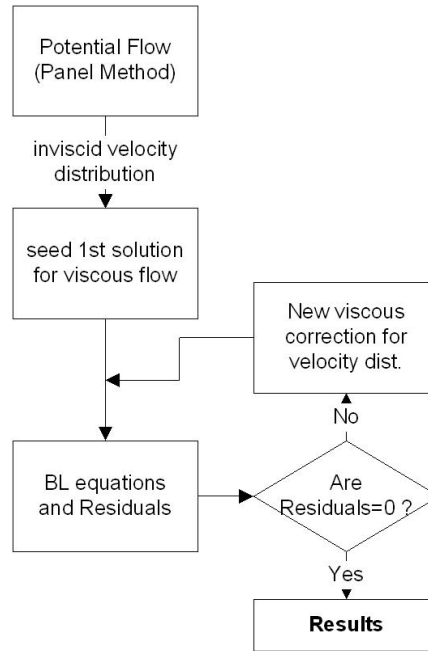 Potential Flow
(Panel Method)
inviscid velocity
distribution
seed 1st solution
for viscous flow
New viscous
correction for
velocity dist.
No
BL equations
and Residuals
Are
Residuals=0 ?
Yes
Results